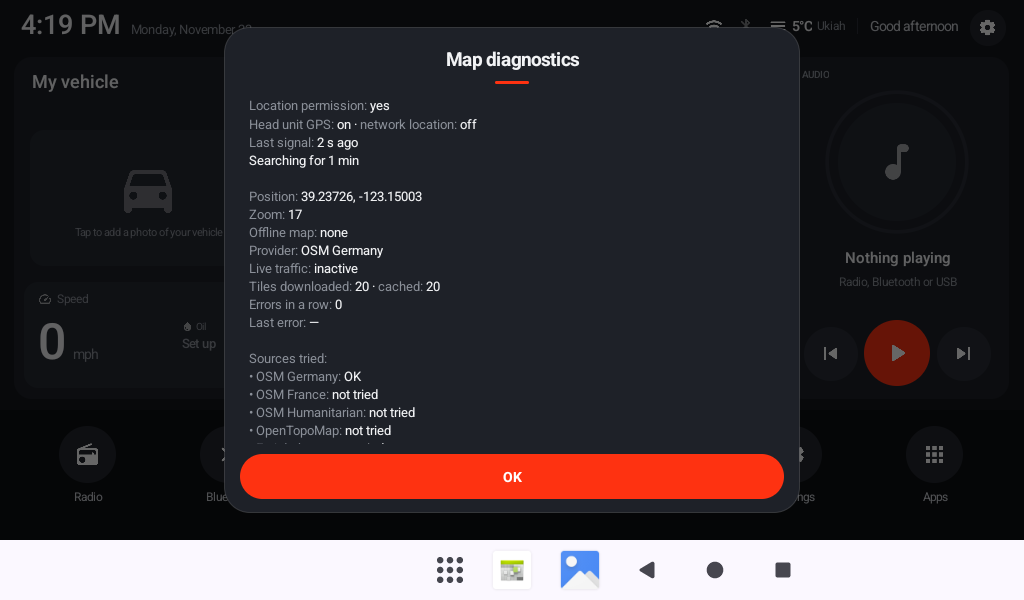 4:19 PM
Monday, November
5°C Ukiah
Good afternoon
My vehicle
AUDIO
Map diagnostics
Location permission: yes
Head unit GPS: on · network location: off
Last signal: 2 s ago
Searching for 1 min
Position: 39.23726, -123.15003
Zoom: 17
Offline map: none
Provider: OSM Germany
Live traffic: inactive
Tiles downloaded: 20 · cached: 20
Errors in a row: 0
Last error: —
Sources tried:
• OSM Germany: OK
• OSM France: not tried
• OSM Humanitarian: not tried
• OpenTopoMap: not tried
OK
Tap to add a photo of your vehicle
Speed
0 mph
Oil
Set up
Nothing playing
Radio, Bluetooth or USB
Radio
Apps